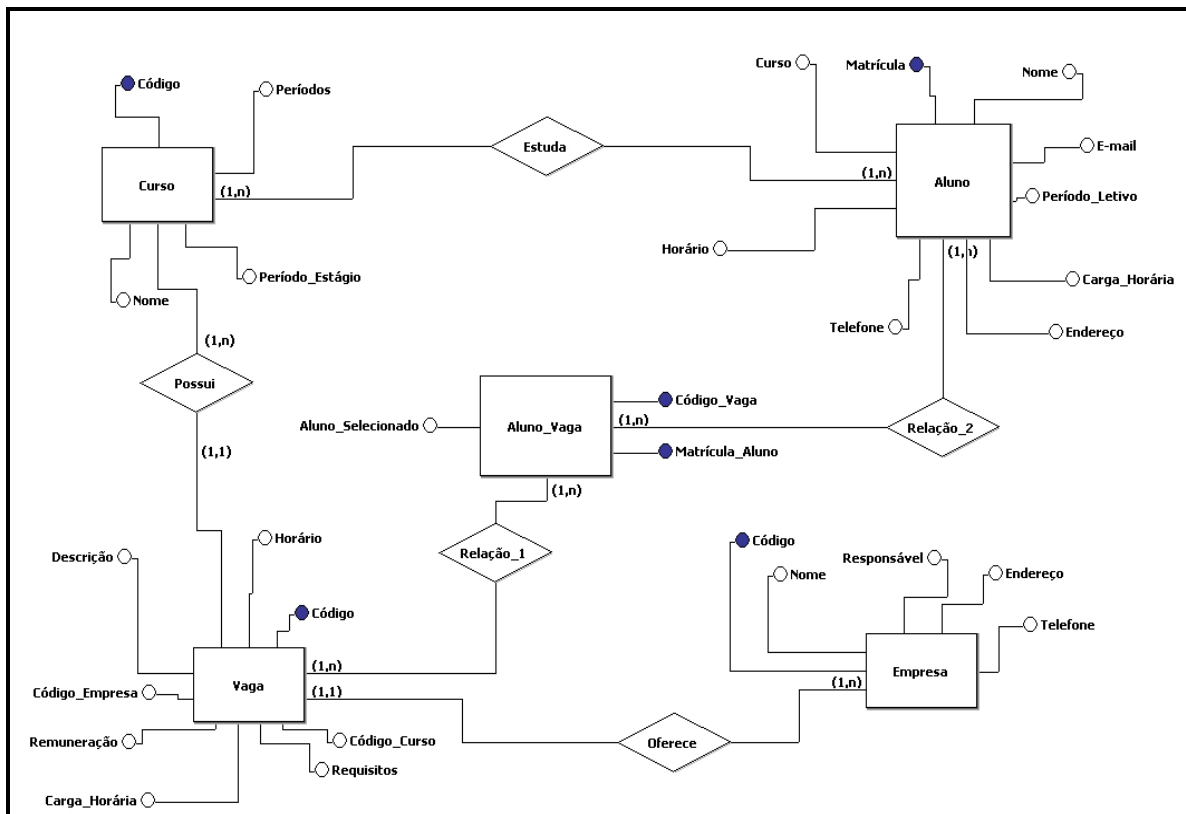 Código
Períodos
Curso
Matrícula
Nome
Estuda
E-mail
Curso
(1,n)
(1,n)
Aluno
Período_Letivo
Horário
(1,n)
Período_Estágio
Nome
Carga_Horária
Telefone
Endereço
(1,n)
Possui
Código_Vaga
(1,n)
Aluno_Selecionado
Aluno_Vaga
Relação_2
(1,1)
Matrícula_Aluno
(1,n)
Horário
Descrição
Relação_1
Código
Responsável
Nome
Endereço
Código
Telefone
(1,n)
Vaga
Empresa
Código_Empresa
(1,1)
(1,n)
Remuneração
Código_Curso
Oferece
Requisitos
Carga_Horária